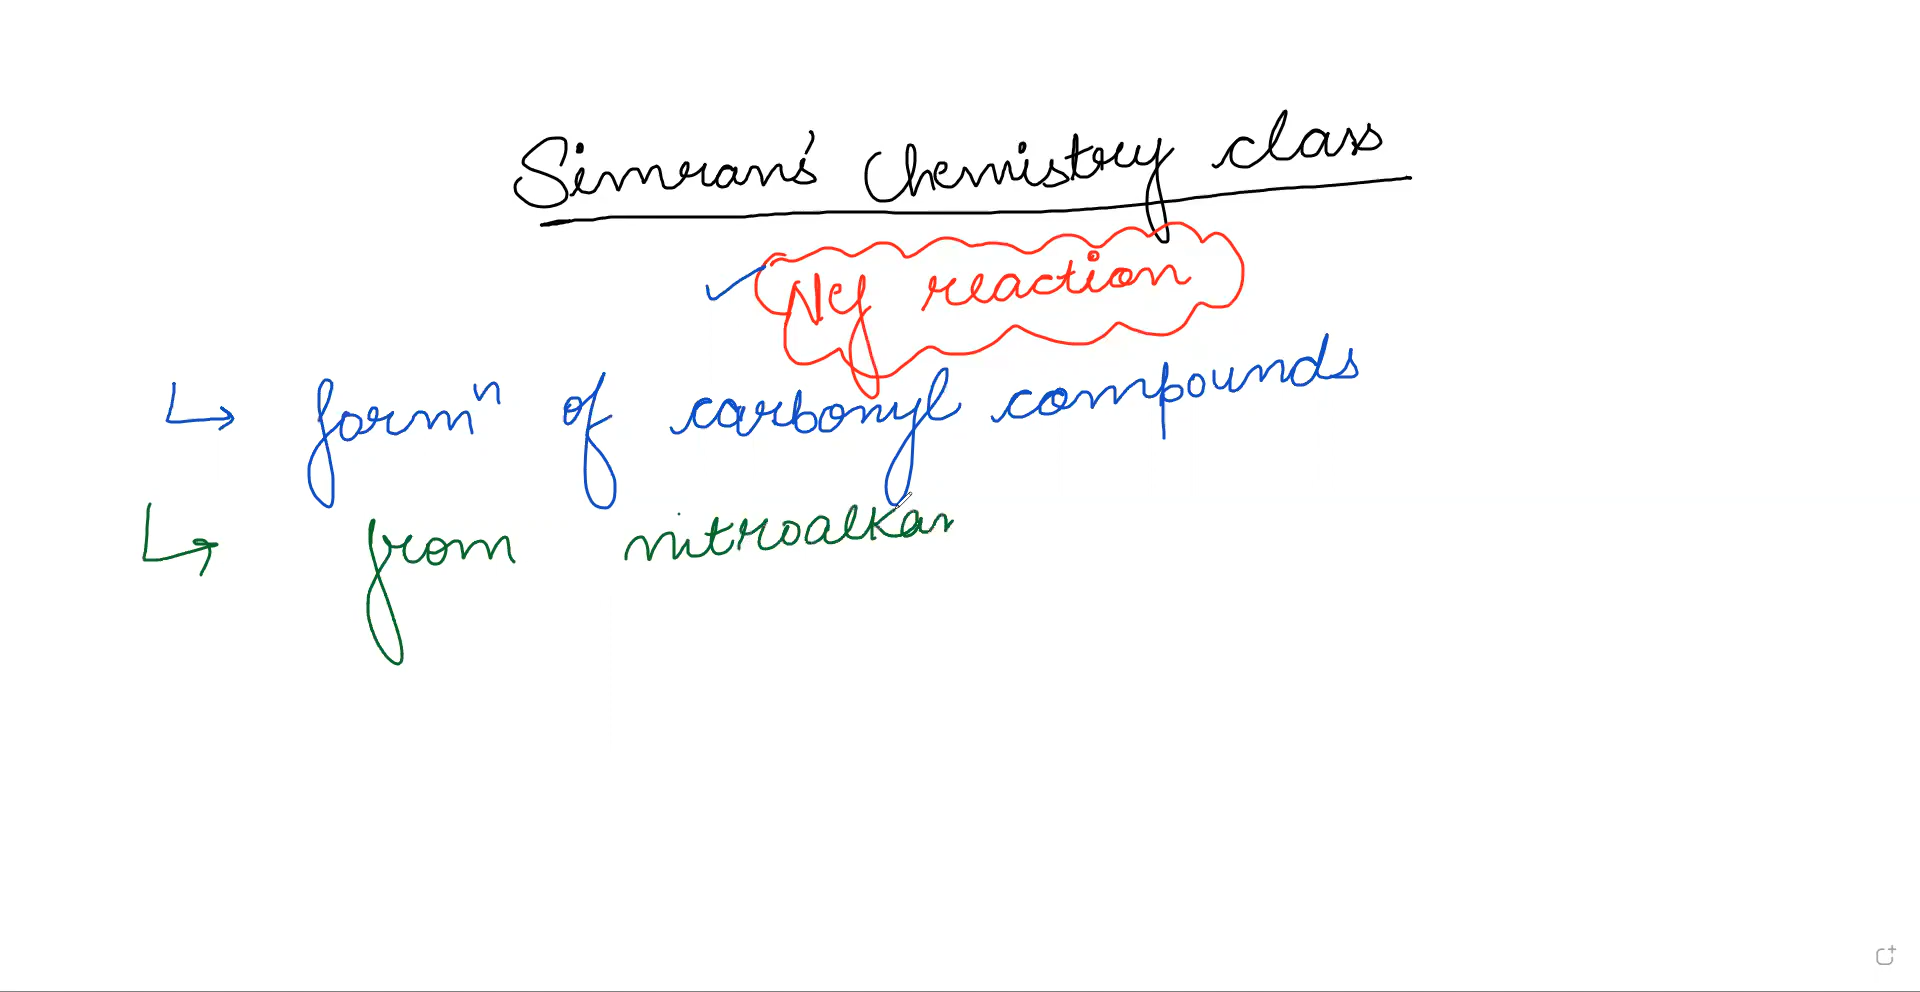 Simran's Chemistry class
Nef reaction
formⁿ of carbonyl compounds
from nitroalkan